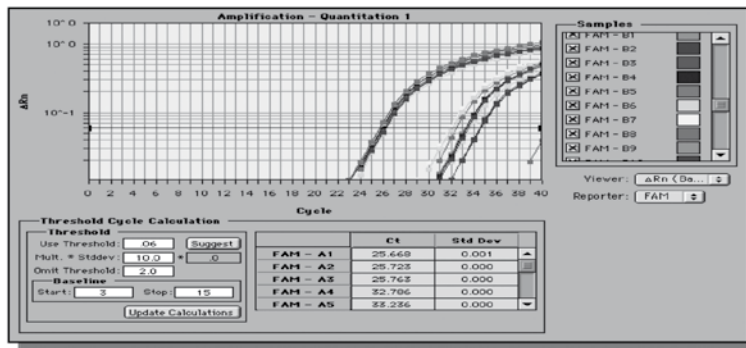 Amplification - Quantitation 1
10^0
10^0
10^-1
ΔRn
0 2 4 6 8 10 12 14 16 18 20 22 24 26 28 30 32 34 36 38 40
Cycle
Samples
FAM - B1
FAM - B2
FAM - B3
FAM - B4
FAM - B5
FAM - B6
FAM - B7
FAM - B8
FAM - B9
Viewer: ΔRn (Ba...
Reporter: FAM
Threshold Cycle Calculation
Threshold
Use Threshold: .06 Suggest
Mult. * Stddev: 10.0 * .0
Omit Threshold: 2.0
Baseline
Start: 3 Stop: 15
Update Calculations
Ct Std Dev
FAM - A1 25.668 0.001
FAM - A2 25.723 0.000
FAM - A3 25.763 0.000
FAM - A4 32.786 0.000
FAM - A5 33.236 0.000